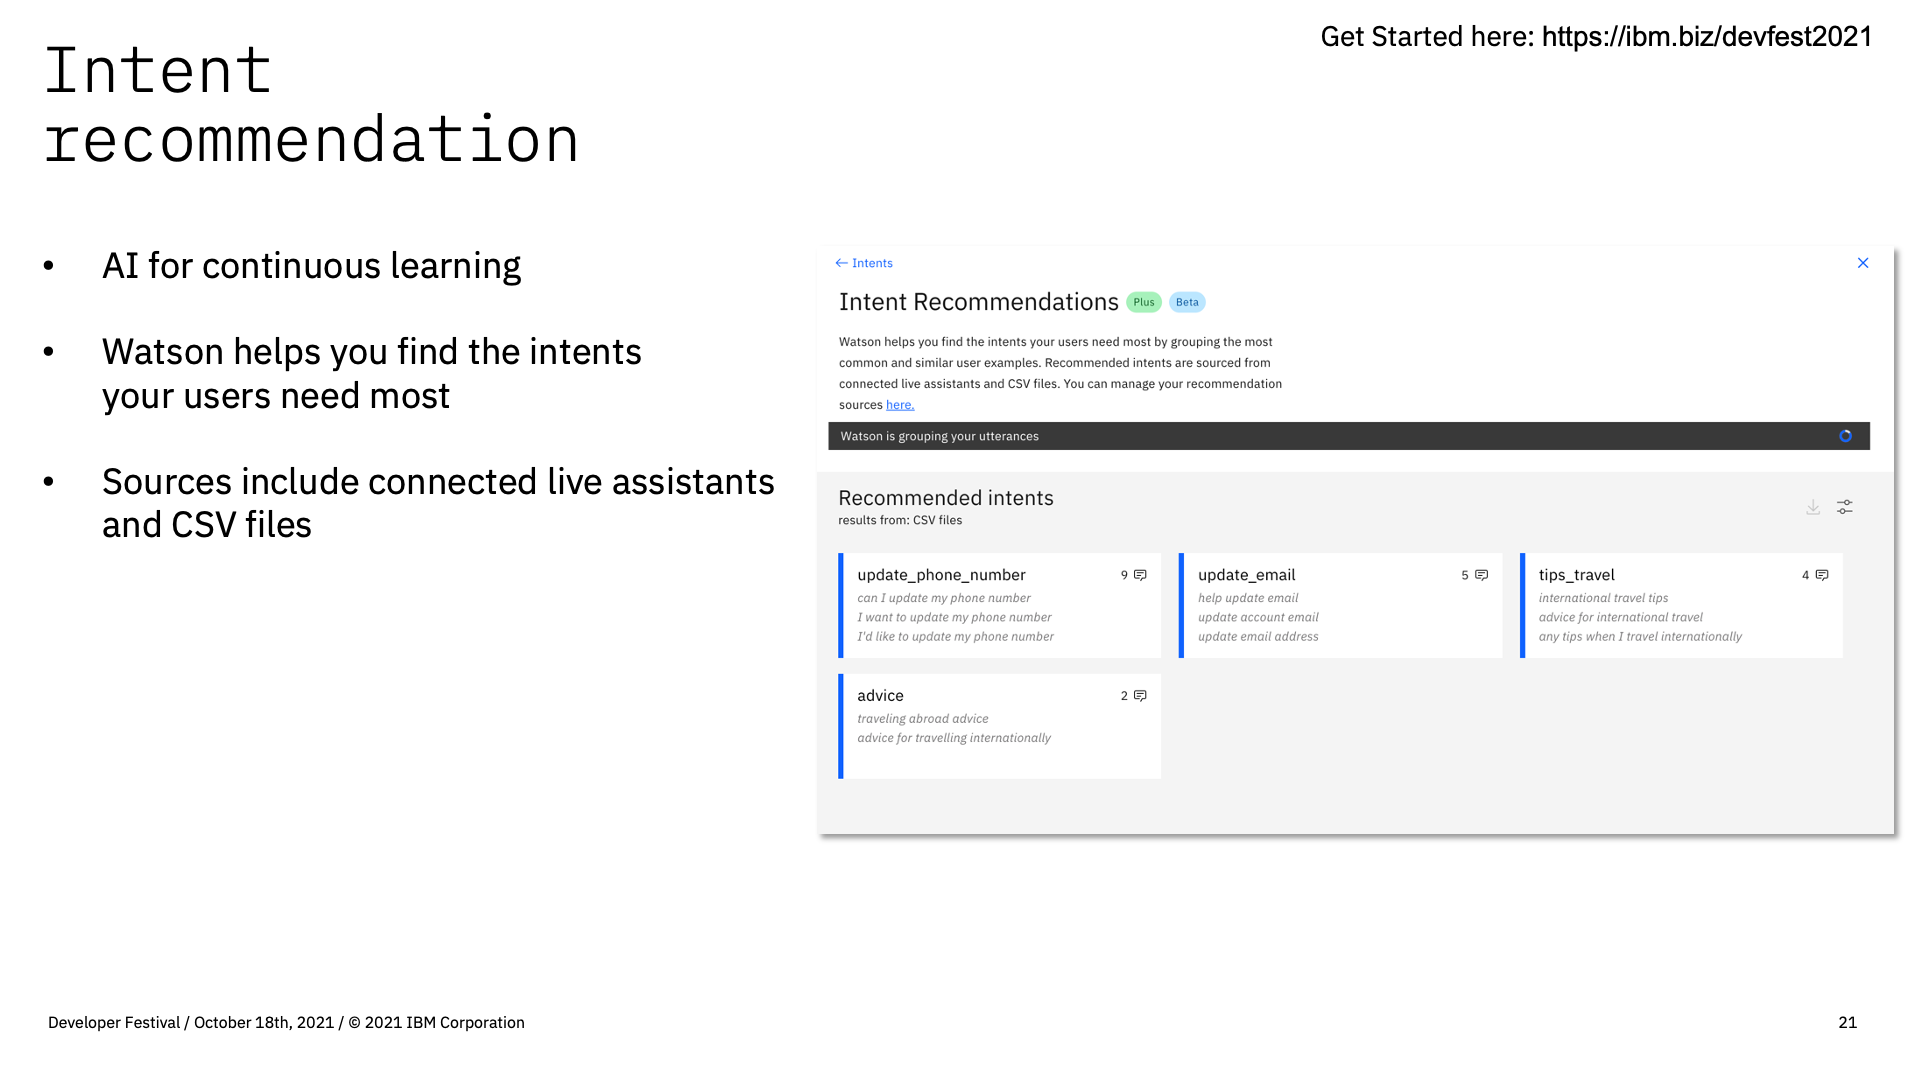 Get Started here: https://ibm.biz/devfest2021
Intent
recommendation
• AI for continuous learning
• Watson helps you find the intents
your users need most
• Sources include connected live assistants
and CSV files
← Intents
Intent Recommendations Plus Beta
Watson helps you find the intents your users need most by grouping the most
common and similar user examples. Recommended intents are sourced from
connected live assistants and CSV files. You can manage your recommendation
sources here.
Watson is grouping your utterances
Recommended intents
results from: CSV files
update_phone_number 9
can I update my phone number
I want to update my phone number
I'd like to update my phone number
update_email 5
help update email
update account email
update email address
tips_travel 4
international travel tips
advice for international travel
any tips when I travel internationally
advice 2
traveling abroad advice
advice for travelling internationally
Developer Festival / October 18th, 2021 / © 2021 IBM Corporation
21